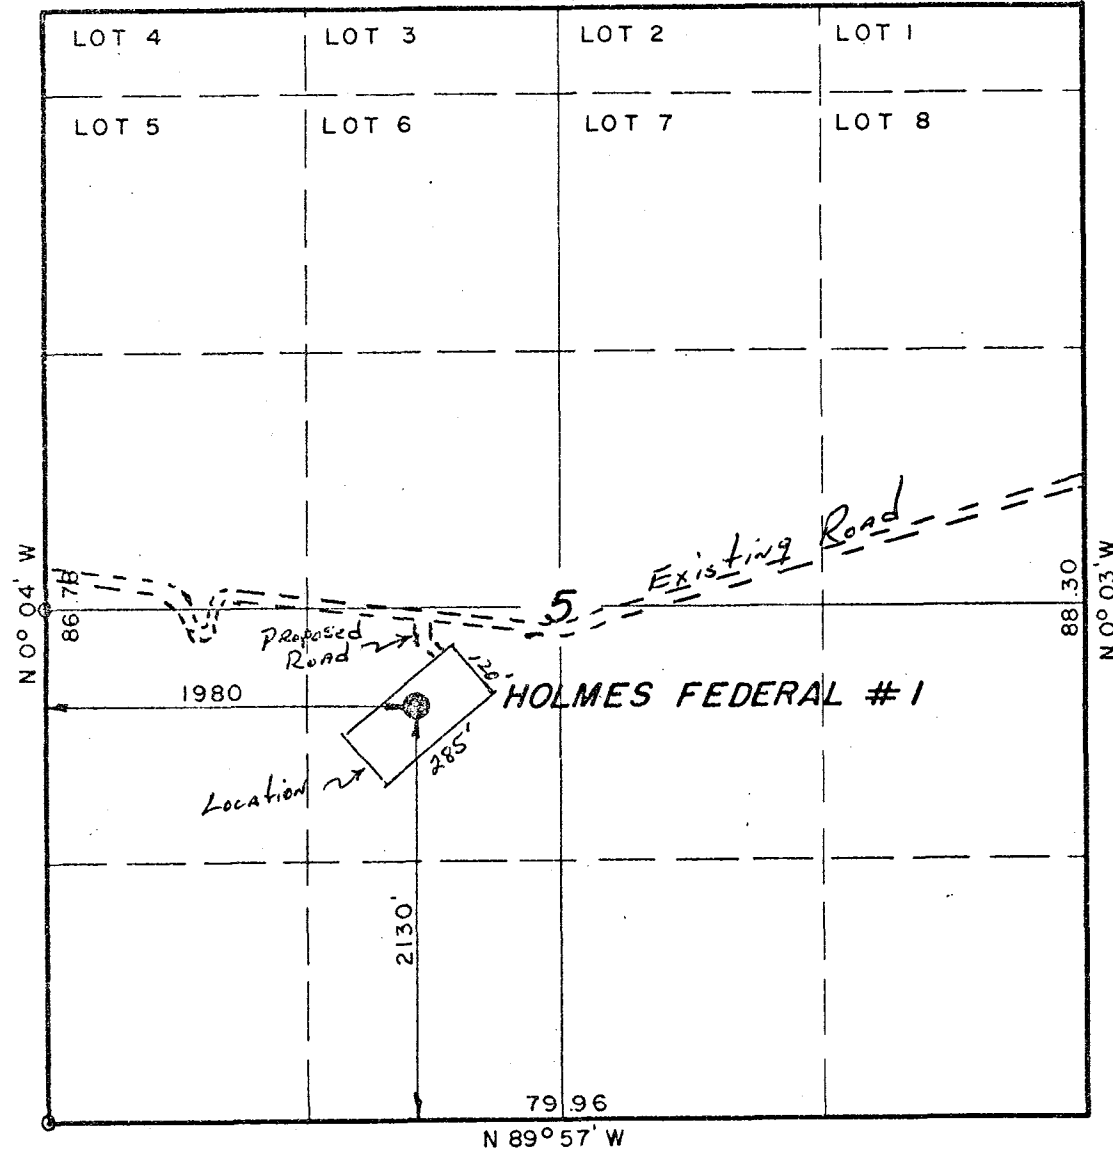 LOT 4
LOT 3
LOT 2
LOT 1
LOT 5
LOT 6
LOT 7
LOT 8
Existing Road
N 0° 04' W
86.78
5
88.30
N 0° 03' W
Proposed
Road
120'
1980
HOLMES FEDERAL #1
285'
Location
2130'
79.96
N 89° 57' W